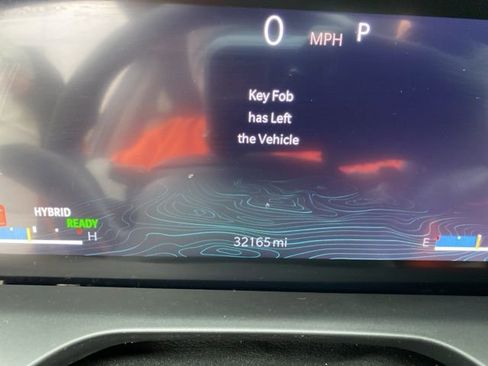 0 MPH P
Key Fob
has Left
the Vehicle
HYBRID
READY
H
32165 mi
E